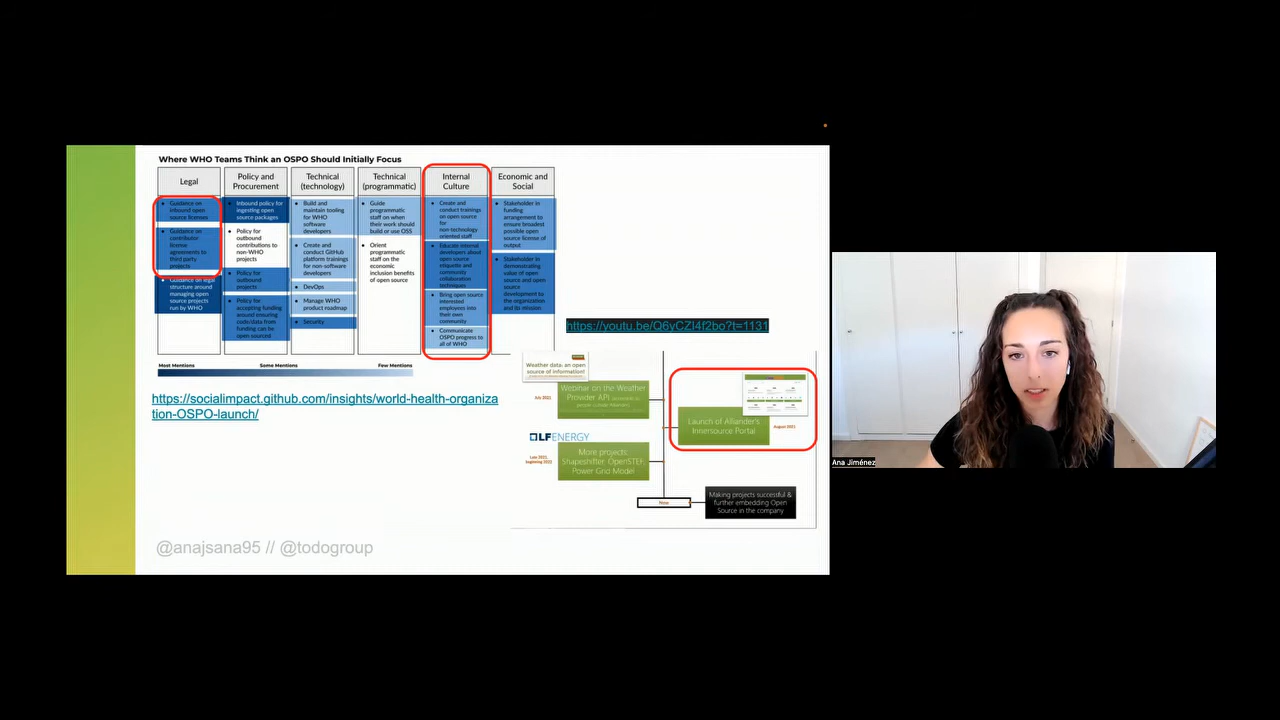 Where WHO Teams Think an OSPO Should Initially Focus
Legal
Guidance on
inbound open
source licenses
Guidance on
contributor
license
agreements to
third party
projects
Guidance on legal
structure around
managing open
source projects
run by WHO
Policy and
Procurement
Inbound policy for
ingesting open
source packages
Policy for
outbound
contributions to
non-WHO
projects
Policy for
outbound
projects
Policy for
accepting funding
around ensuring
code/data from
funding can be
open sourced
Technical
(technology)
Build and
maintain tooling
for WHO
software
developers
Create and
conduct GitHub
platform trainings
for non-software
developers
DevOps
Manage WHO
product roadmap
Security
Technical
(programmatic)
Guide
programmatic
staff on when
their work should
build or use OSS
Orient
programmatic
staff on the
economic
inclusion benefits
of open source
Internal
Culture
Create and
conduct trainings
on open source
for
non-technology
oriented staff
Educate internal
developers about
open source
etiquette and
community
collaboration
techniques
Bring open source
interested
employees into
their own
community
Communicate
OSPO progress to
all of WHO
Economic and
Social
Stakeholder in
funding
arrangement to
ensure broadest
possible open
source license of
output
Stakeholder in
demonstrating
value of open
source and open
source
development to
the organization
and its mission
Most Mentions
Some Mentions
Few Mentions
https://socialimpact.github.com/insights/world-health-organiza
tion-OSPO-launch/
https://youtu.be/Q6yCZI4f2bo?t=1131
Weather data: an open
source of information!
July 2021
Webinar on the Weather
Provider API
Launch of Alliander's
Innersource Portal
August 2021
LFENERGY
Late 2021,
beginning 2022
More projects:
Shapeshifter, OpenSTEF,
Power Grid Model
Now
Making projects successful &
further embedding Open
Source in the company
@anajsana95 // @todogroup
Ana Jiménez